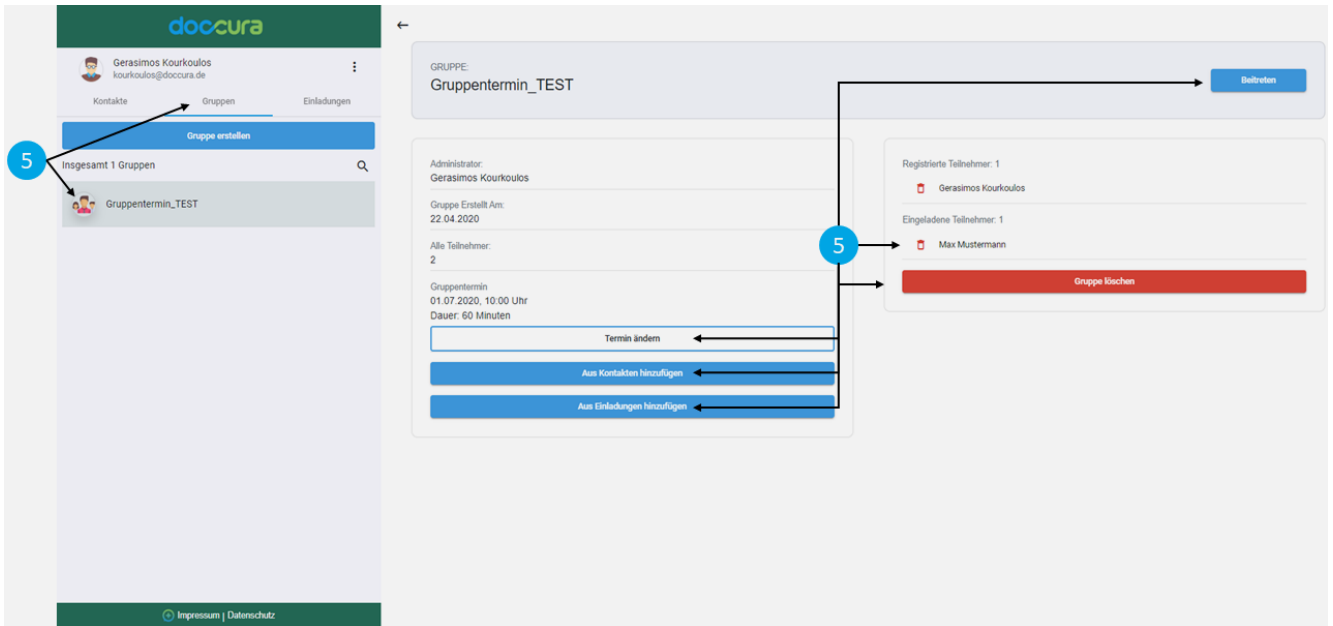 doccura
Gerasimos Kourkoulos
kourkoulos@doccura.de
Kontakte
Gruppen
Einladungen
Gruppe erstellen
5
Insgesamt 1 Gruppen
Gruppentermin_TEST
Impressum | Datenschutz
GRUPPE:
Gruppentermin_TEST
Beitreten
Administrator:
Gerasimos Kourkoulos
Gruppe Erstellt Am:
22.04.2020
Alle Teilnehmer:
2
Gruppentermin
01.07.2020, 10:00 Uhr
Dauer: 60 Minuten
Termin ändern
Aus Kontakten hinzufügen
Aus Einladungen hinzufügen
5
Registrierte Teilnehmer: 1
Gerasimos Kourkoulos
Eingeladene Teilnehmer: 1
Max Mustermann
Gruppe löschen